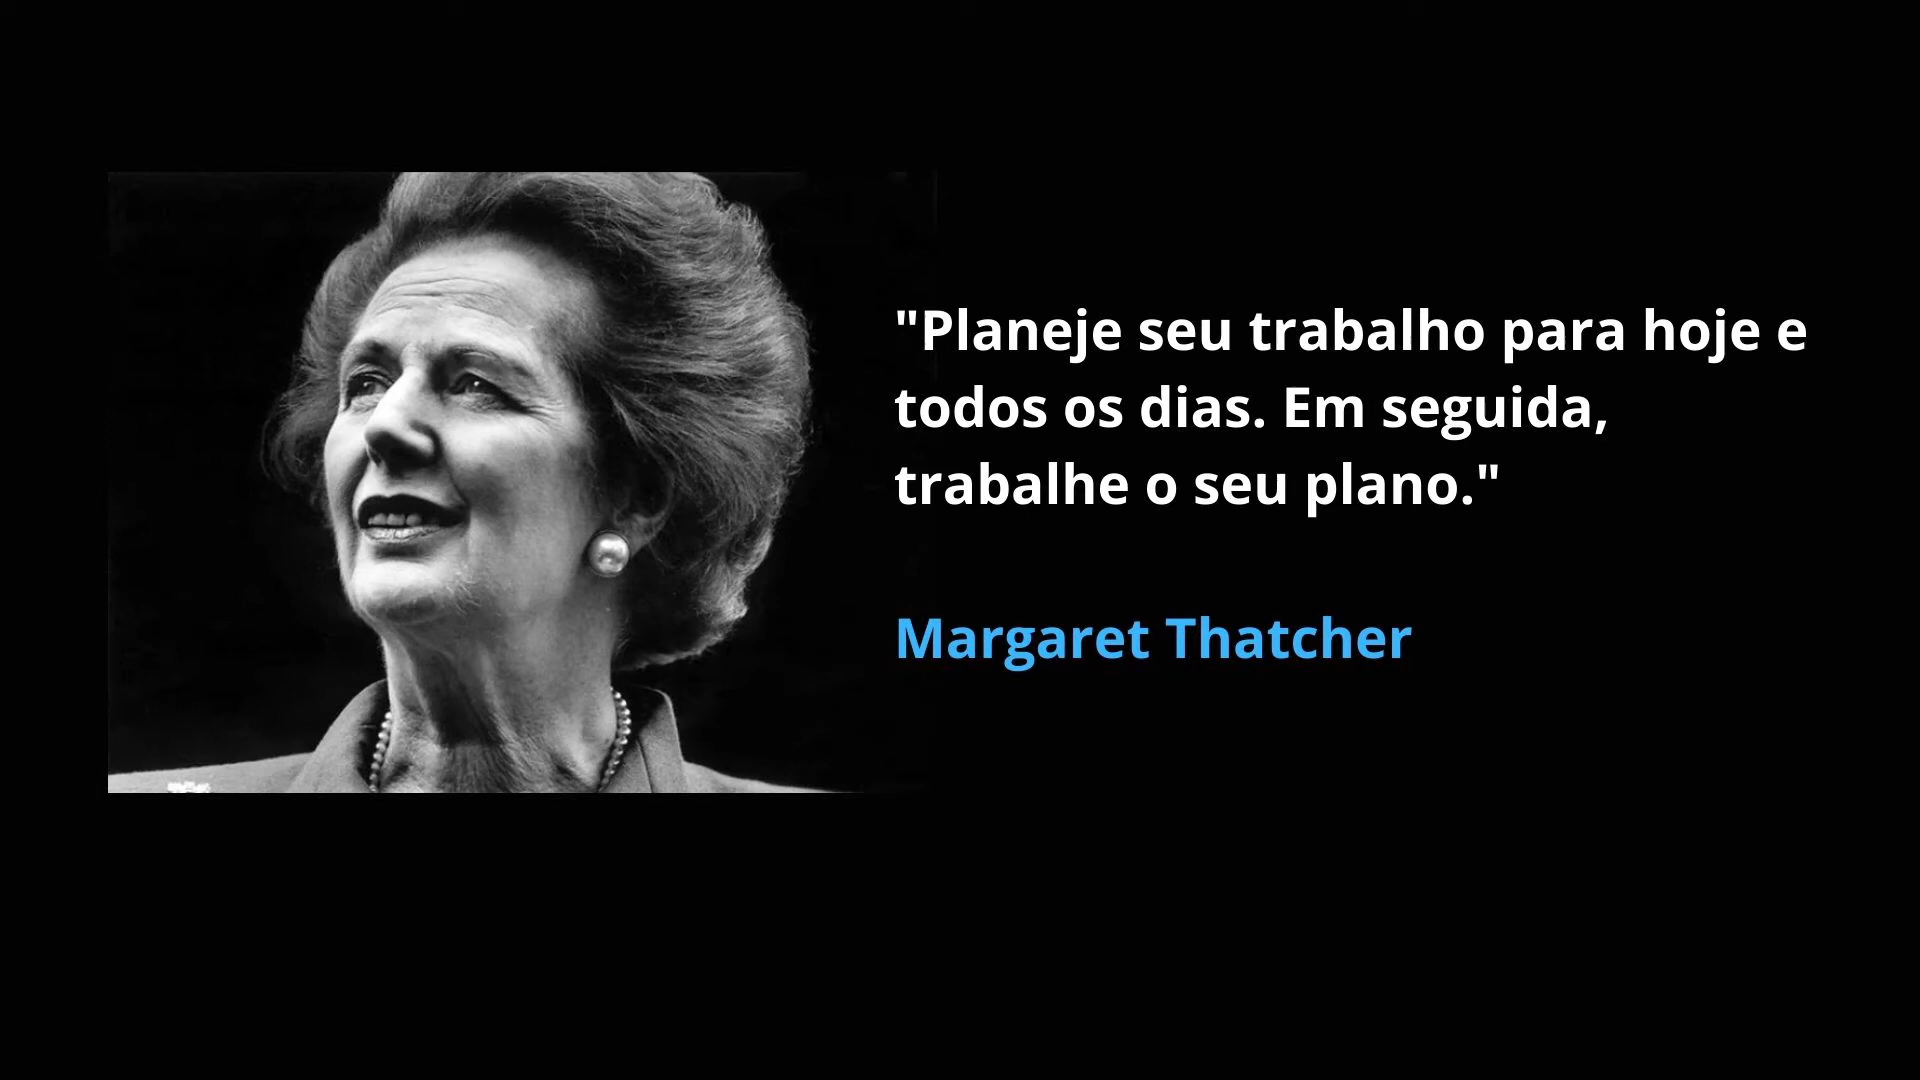 "Planeje seu trabalho para hoje e
todos os dias. Em seguida,
trabalhe o seu plano."
Margaret Thatcher